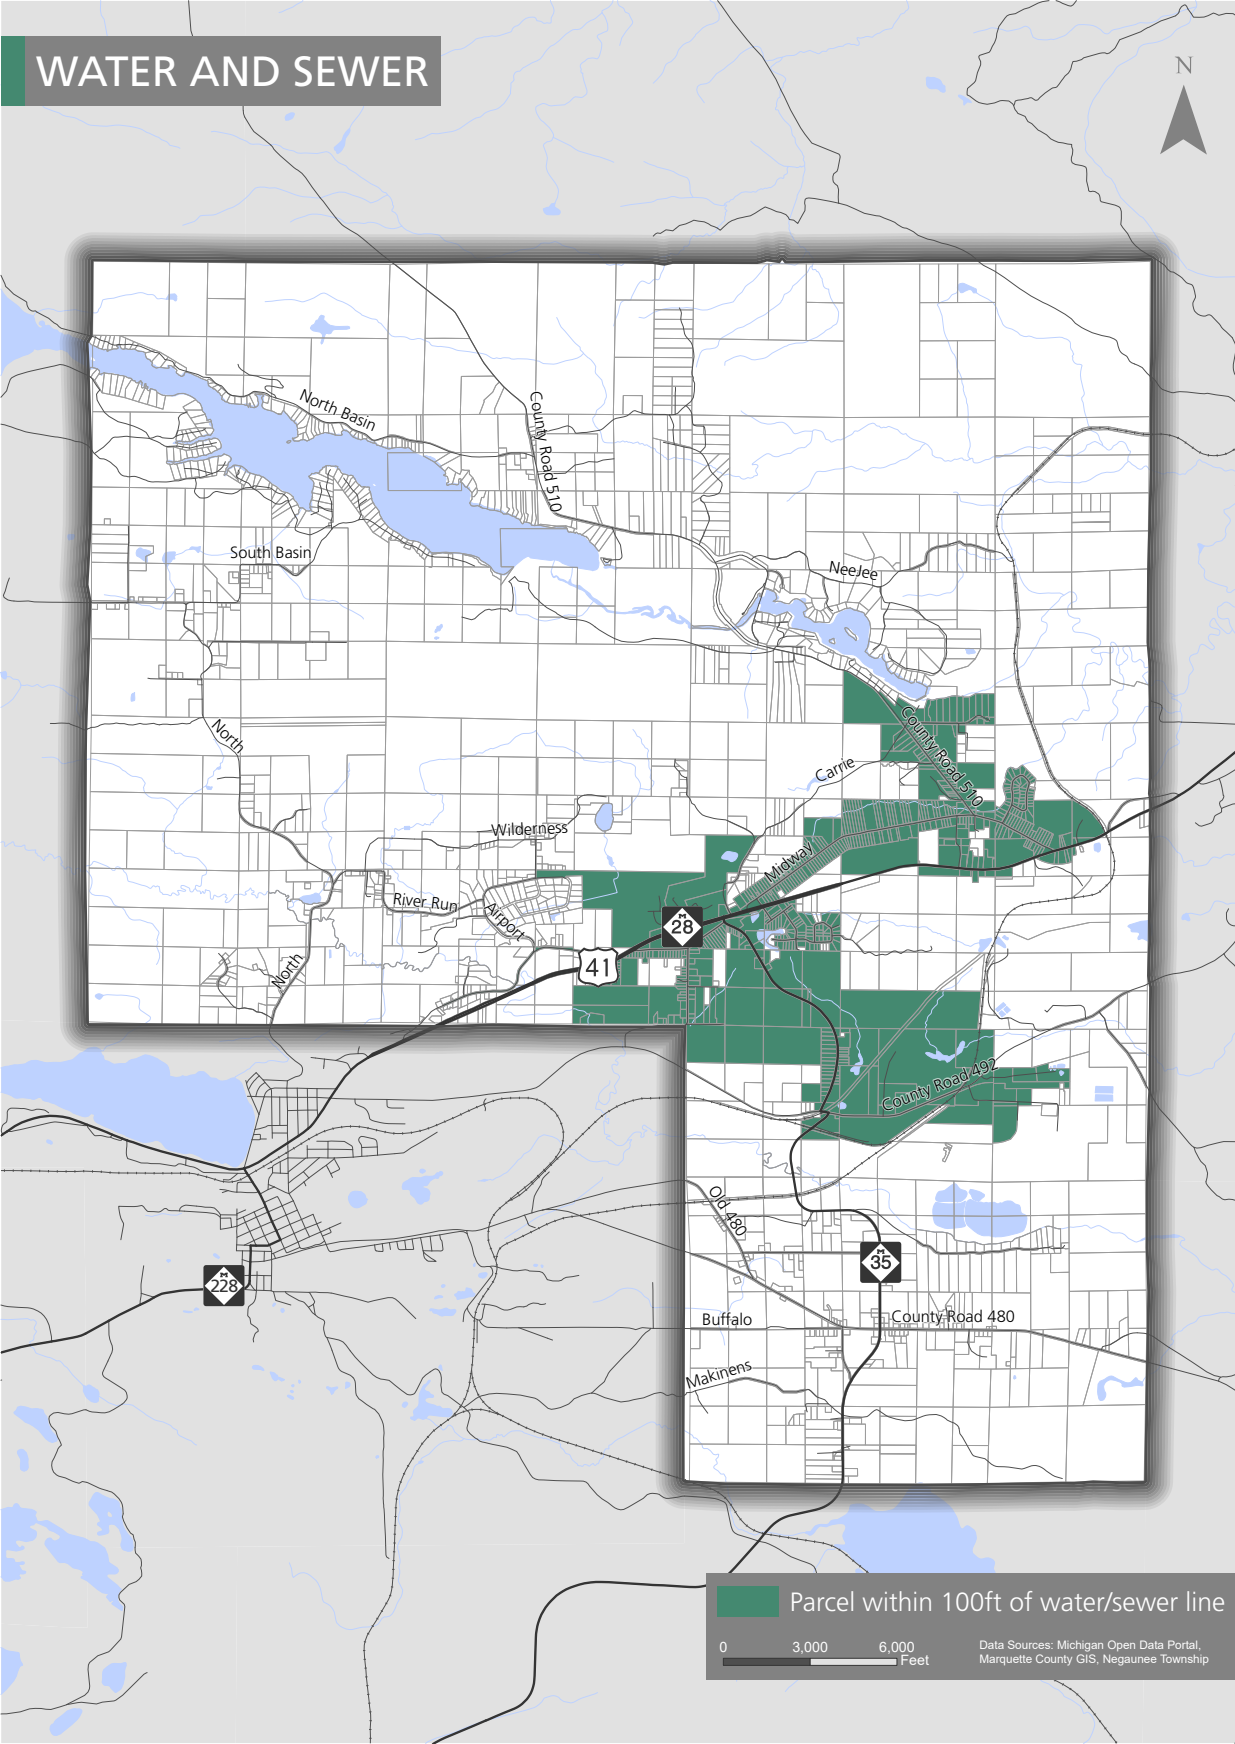 WATER AND SEWER
N
North Basin
County Road 510
South Basin
NeeJee
North
County Road 510
Carrie
Wilderness
Midway
River Run
Airport
M
28
41
North
County Road 492
Old 480
M
35
M
228
Buffalo
County Road 480
Makinens
Parcel within 100ft of water/sewer line
0 3,000 6,000
Feet
Data Sources: Michigan Open Data Portal,
Marquette County GIS, Negaunee Township